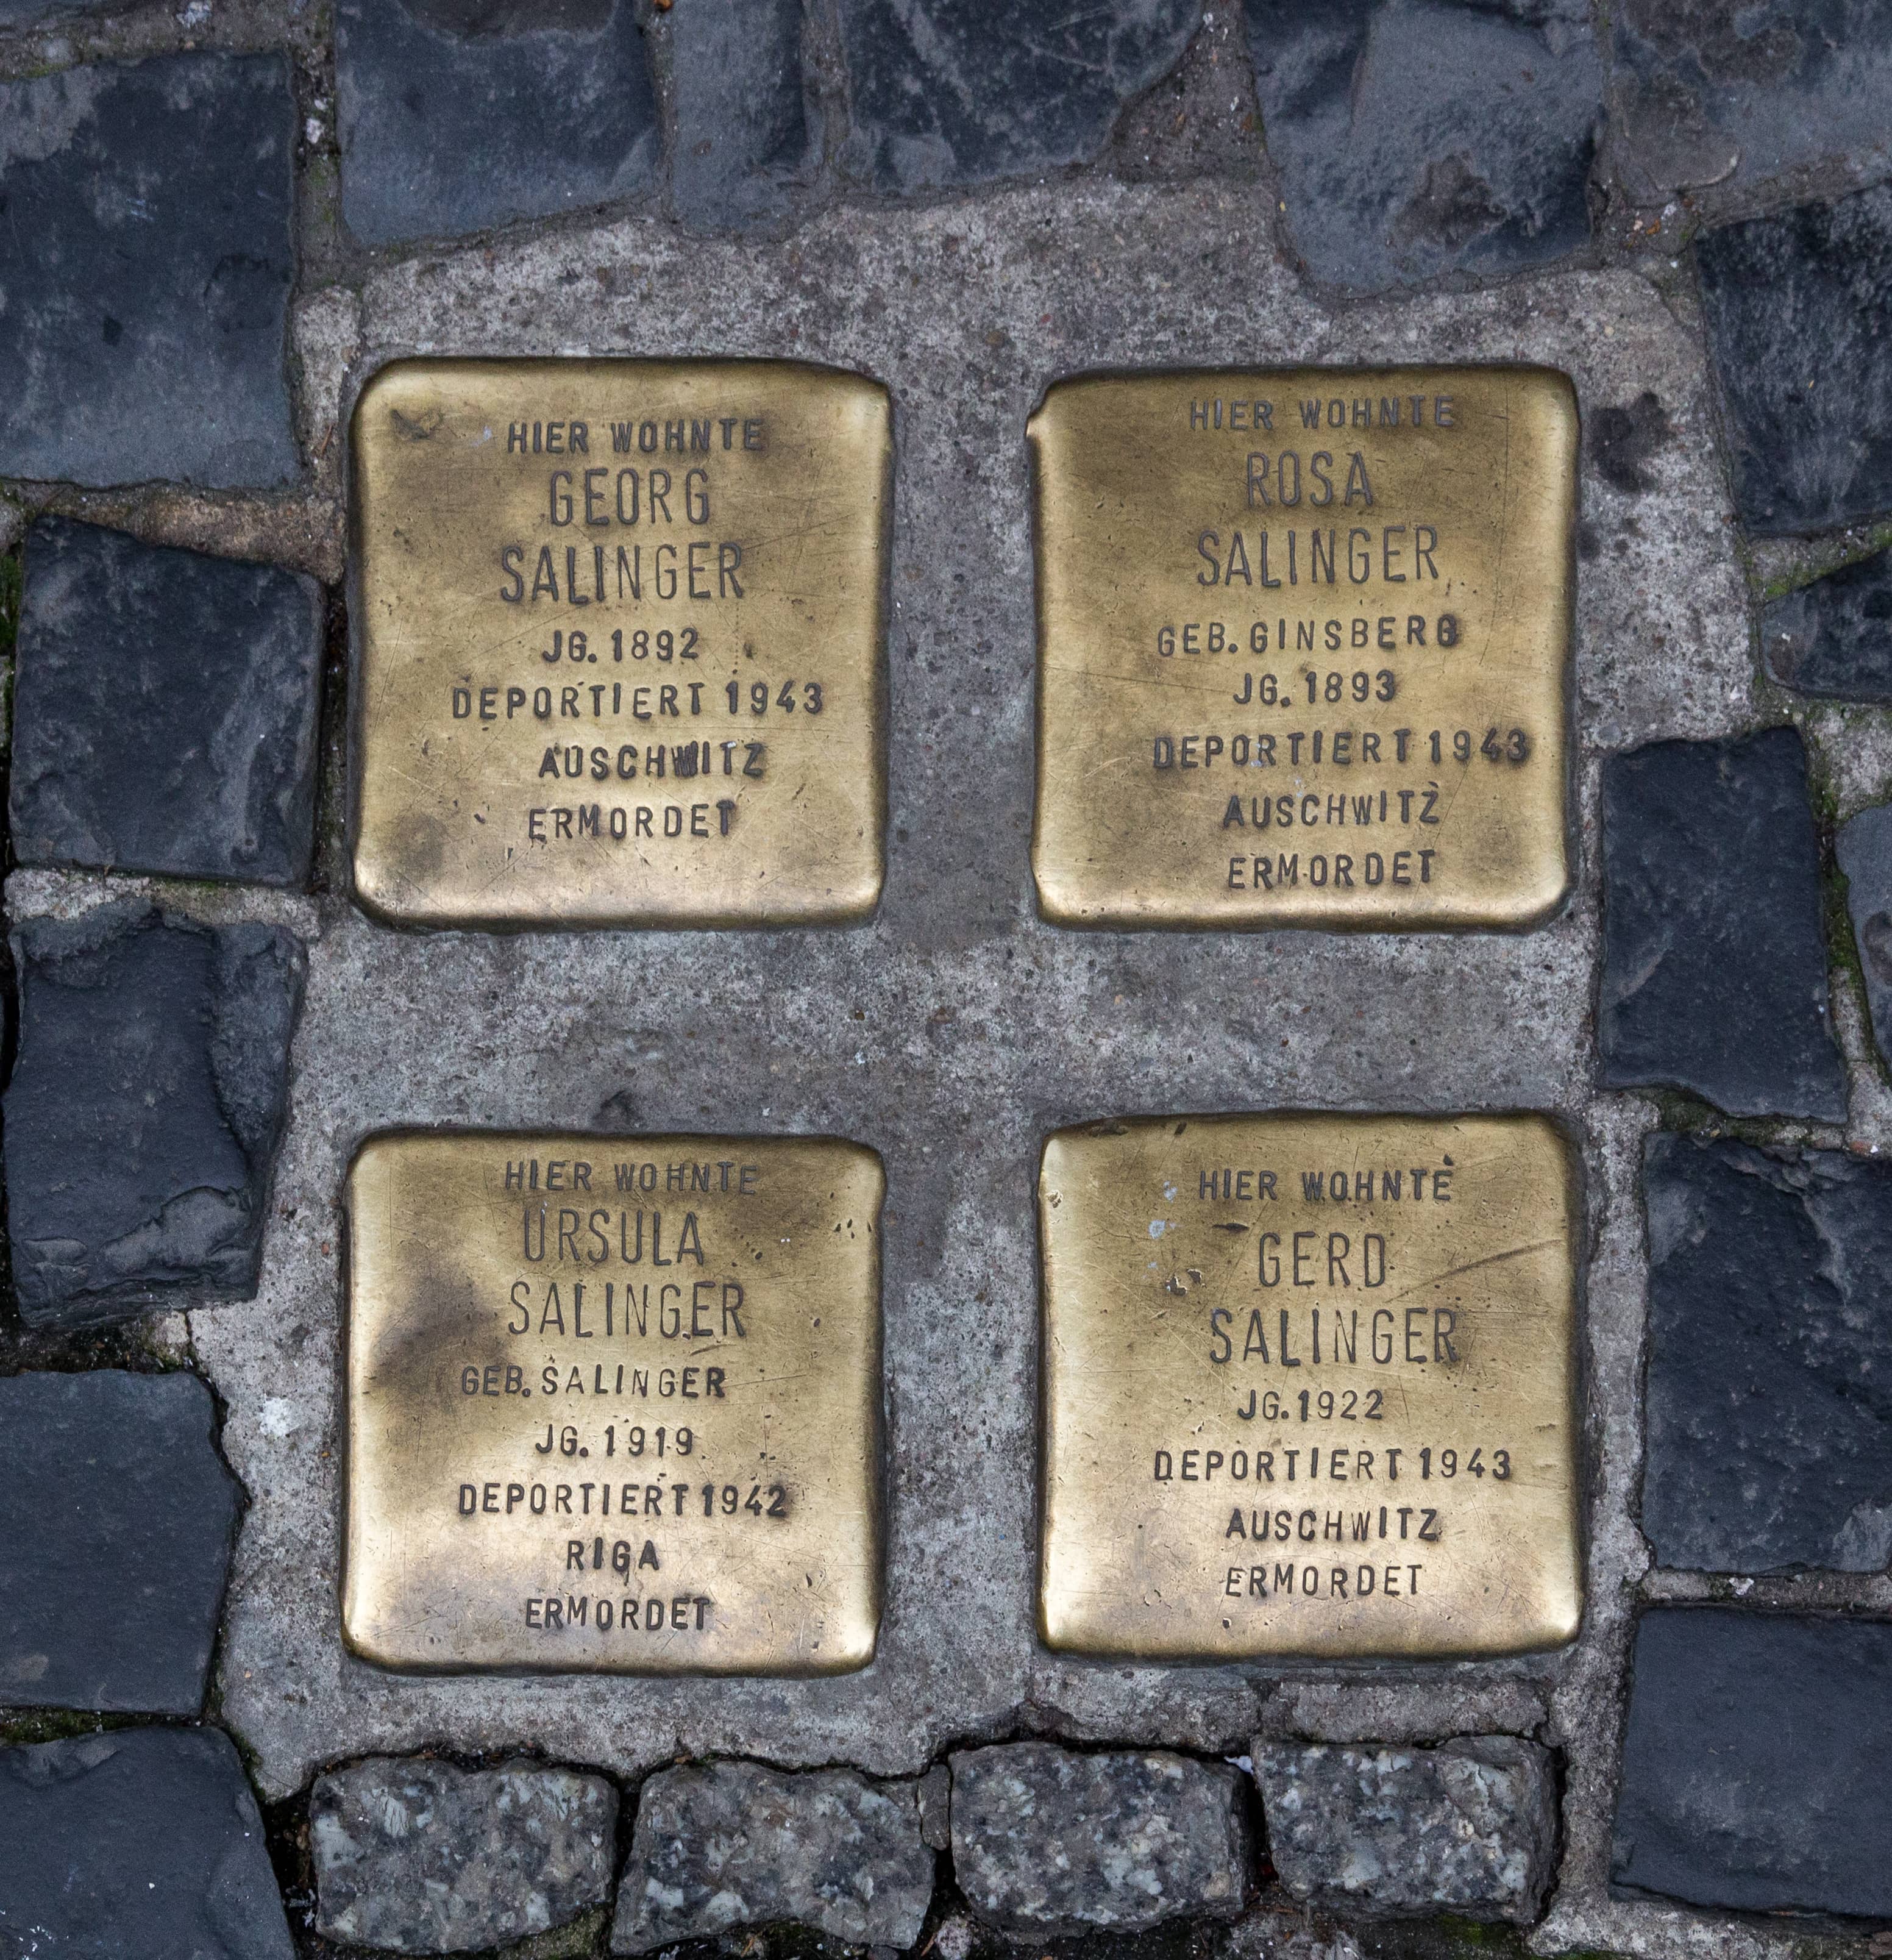 HIER WOHNTE
GEORG
SALINGER
JG. 1892
DEPORTIERT 1943
AUSCHWITZ
ERMORDET
HIER WOHNTE
ROSA
SALINGER
GEB. GINSBERG
JG. 1893
DEPORTIERT 1943
AUSCHWITZ
ERMORDET
HIER WOHNTE
URSULA
SALINGER
GEB. SALINGER
JG. 1919
DEPORTIERT 1942
RIGA
ERMORDET
HIER WOHNTE
GERD
SALINGER
JG. 1922
DEPORTIERT 1943
AUSCHWITZ
ERMORDET